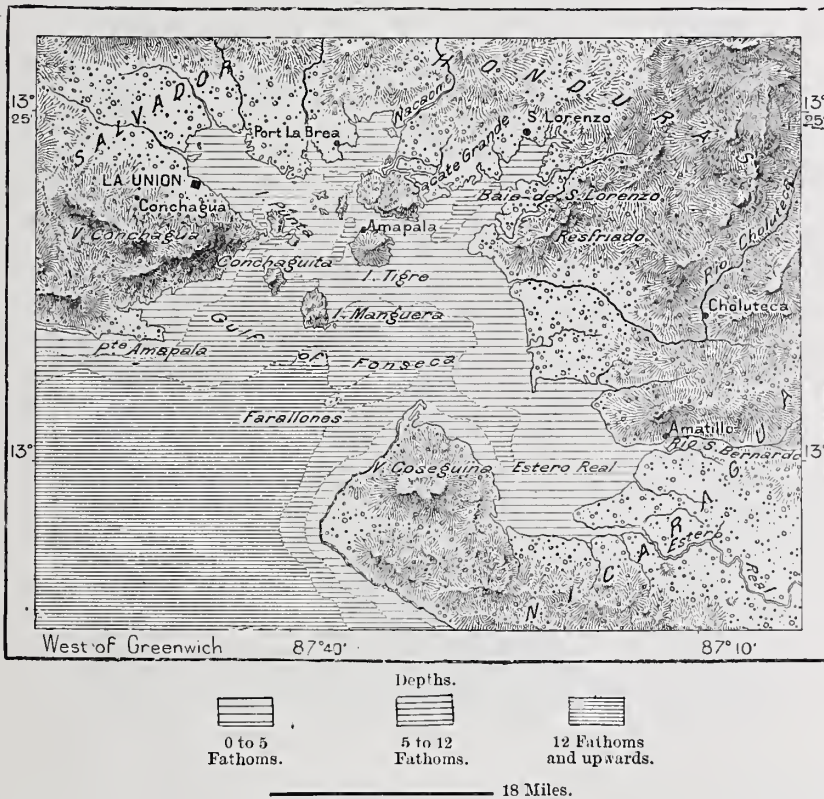 HONDURAS
SALVADOR
13°
25'
13°
25'
Nacaome
Port La Brea
S. Lorenzo
Sacate Grande
LA UNION
Conchagua
I. Punta
Baie de S. Lorenzo
V. Conchagua
Amapala
Resfriado
Rio Choluteca
Conchaguita
I. Tigre
Choluteca
I. Manguera
Gulf of Fonseca
Pte Amapala
Farallones
Amatillo
13°
13°
Rio S. Bernardo
V. Coseguina
Estero Real
NICARAGUA
Estero Real
West of Greenwich
87°40'
87°10'
Depths.
0 to 5
Fathoms.
5 to 12
Fathoms.
12 Fathoms
and upwards.
18 Miles.